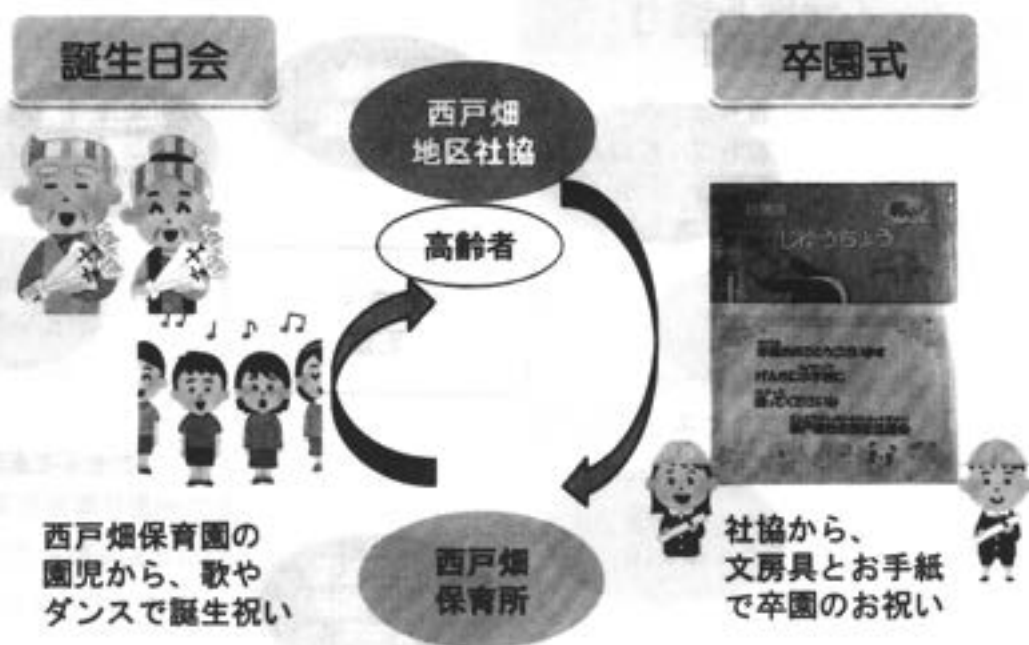 誕生日会
卒園式
西戸畑
地区社協
高齢者
じゆうちょう
西戸畑保育園の
園児から、歌や
ダンスで誕生祝い
西戸畑
保育所
社協から、
文房具とお手紙
で卒園のお祝い